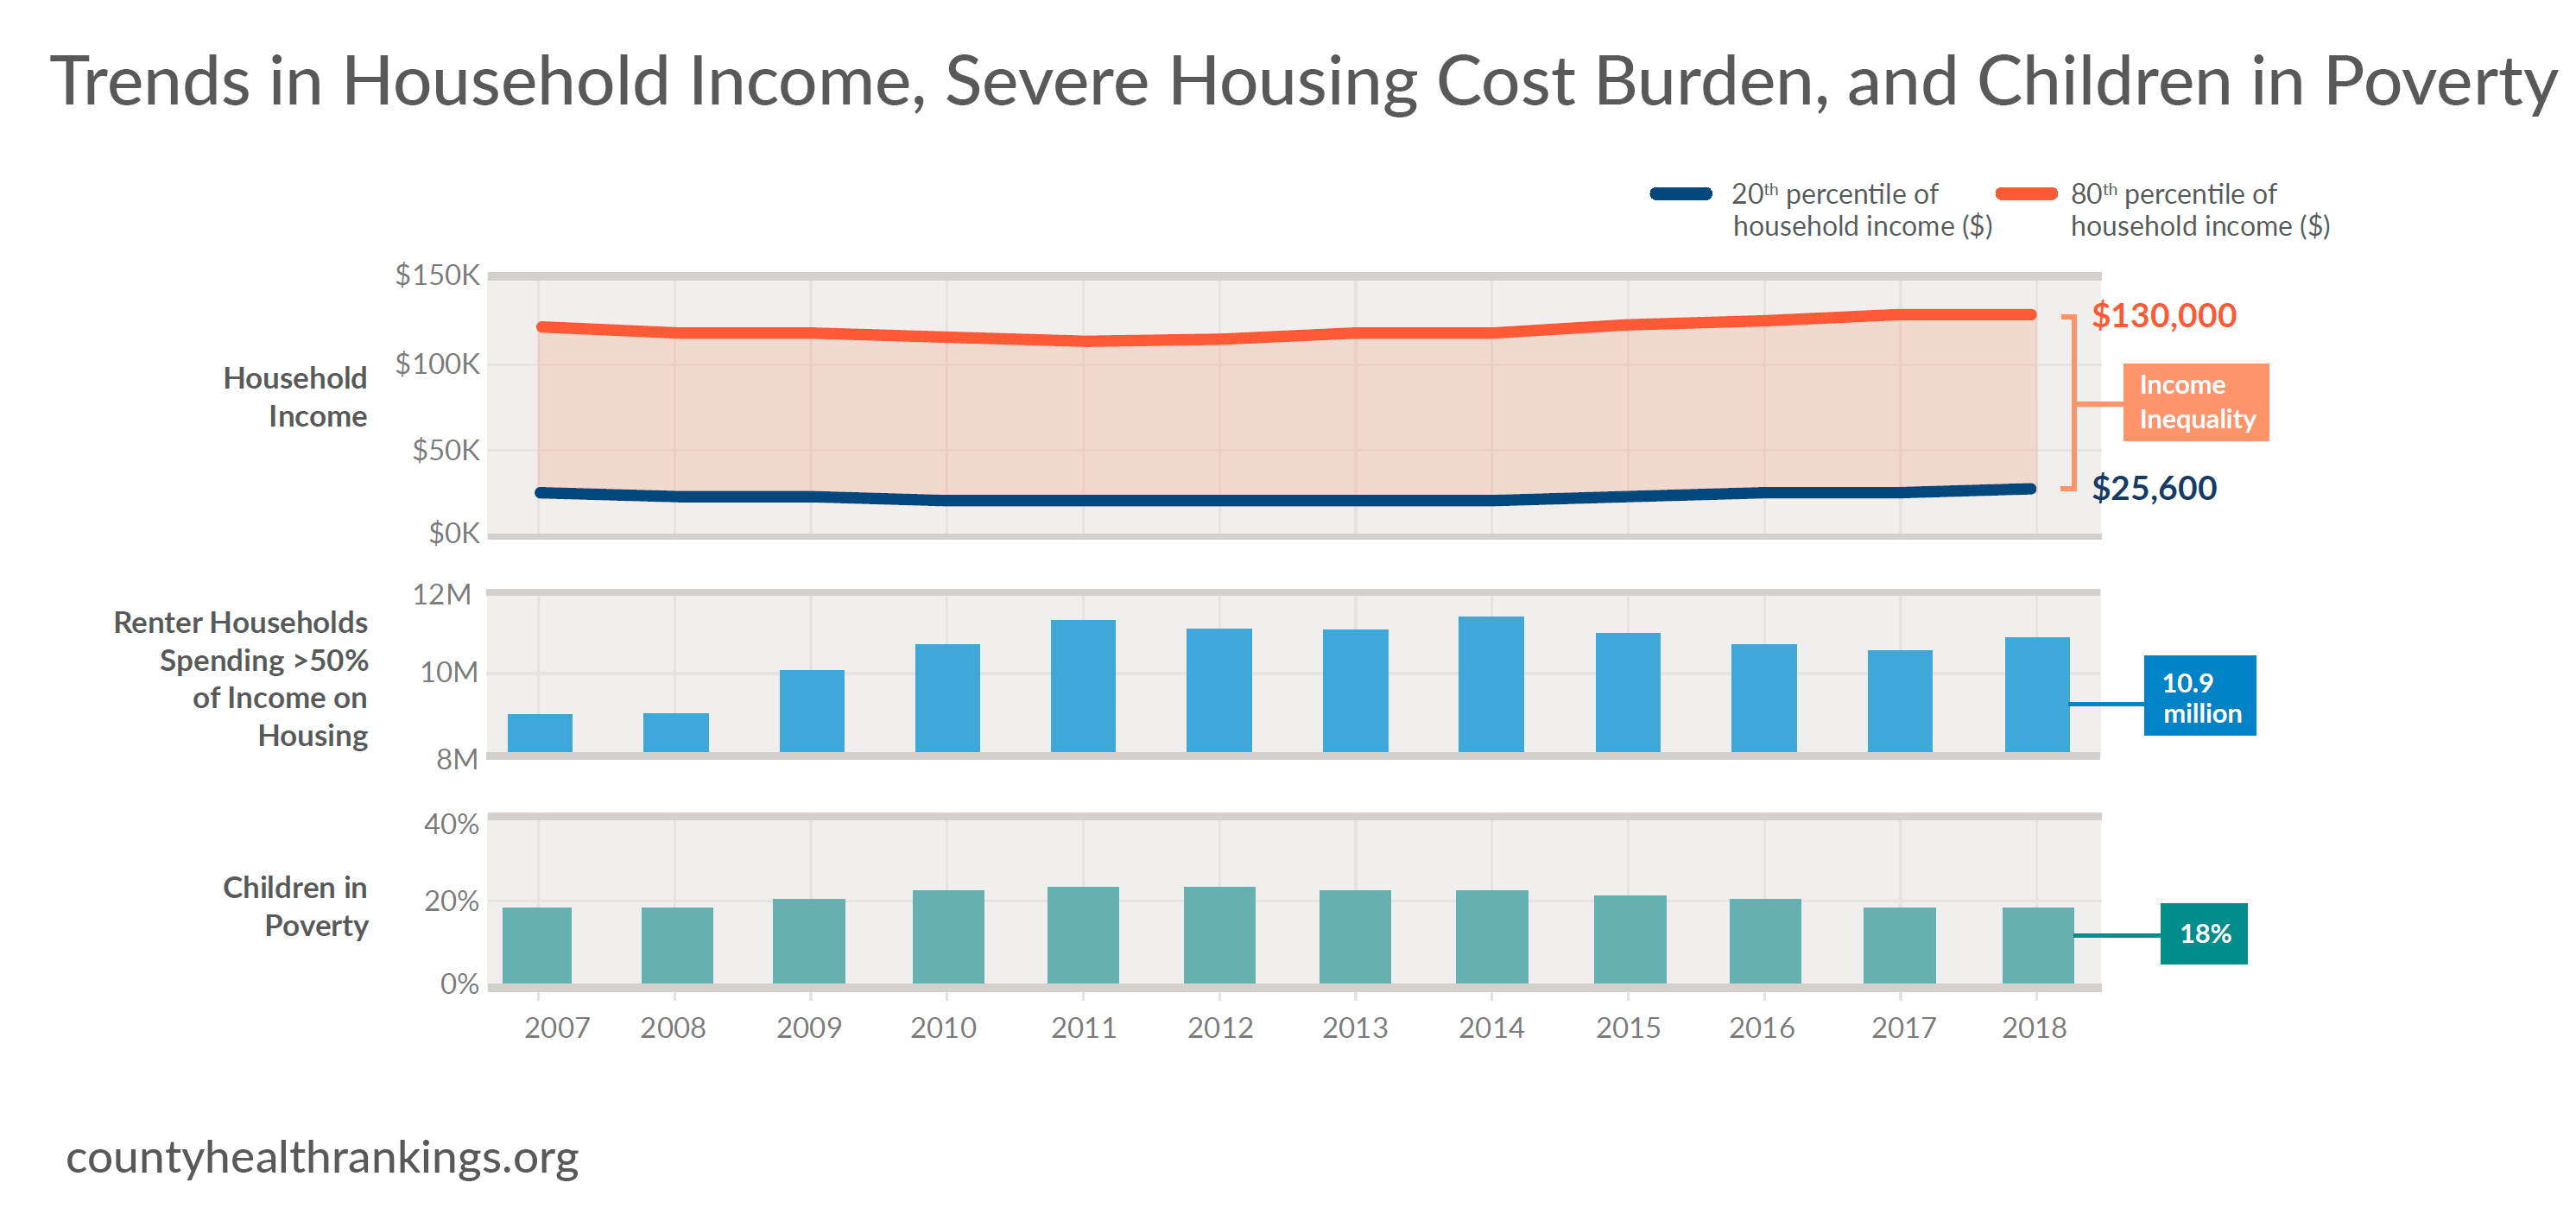 Trends in Household Income, Severe Housing Cost Burden, and Children in Poverty
20th percentile of
household income ($)
80th percentile of
household income ($)
Household
Income
$150K
$100K
$50K
$0K
$130,000
Income
Inequality
$25,600
Renter Households
Spending >50%
of Income on
Housing
12M
10M
8M
10.9
million
Children in
Poverty
40%
20%
0%
18%
2007 2008 2009 2010 2011 2012 2013 2014 2015 2016 2017 2018
countyhealthrankings.org